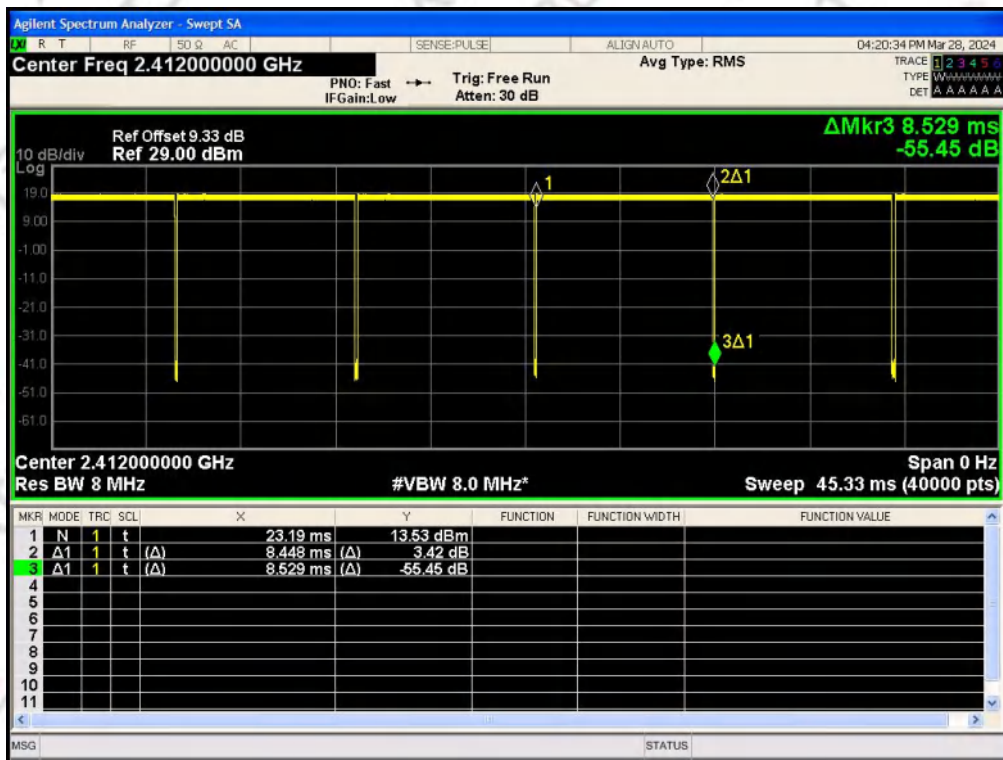 Agilent Spectrum Analyzer - Swept SA
LXI R T RF 50 Ω AC SENSE:PULSE ALIGN AUTO 04:20:34 PM Mar 28, 2024
Center Freq 2.412000000 GHz
PNO: Fast
IFGain:Low
Trig: Free Run
Atten: 30 dB
Avg Type: RMS
TRACE 1 2 3 4 5 6
TYPE
DET A A A A A A
ΔMkr3 8.529 ms
-55.45 dB
Ref Offset 9.33 dB
10 dB/div Ref 29.00 dBm
Log
19.0
9.00
-1.00
-11.0
-21.0
-31.0
-41.0
-51.0
-61.0
1
2Δ1
3Δ1
Center 2.412000000 GHz Span 0 Hz
Res BW 8 MHz #VBW 8.0 MHz* Sweep 45.33 ms (40000 pts)
MKR MODE TRC SCL X Y FUNCTION FUNCTION WIDTH FUNCTION VALUE
1 N 1 t 23.19 ms 13.53 dBm
2 Δ1 1 t (Δ) 8.448 ms (Δ) 3.42 dB
3 Δ1 1 t (Δ) 8.529 ms (Δ) -55.45 dB
4
5
6
7
8
9
10
11
MSG STATUS